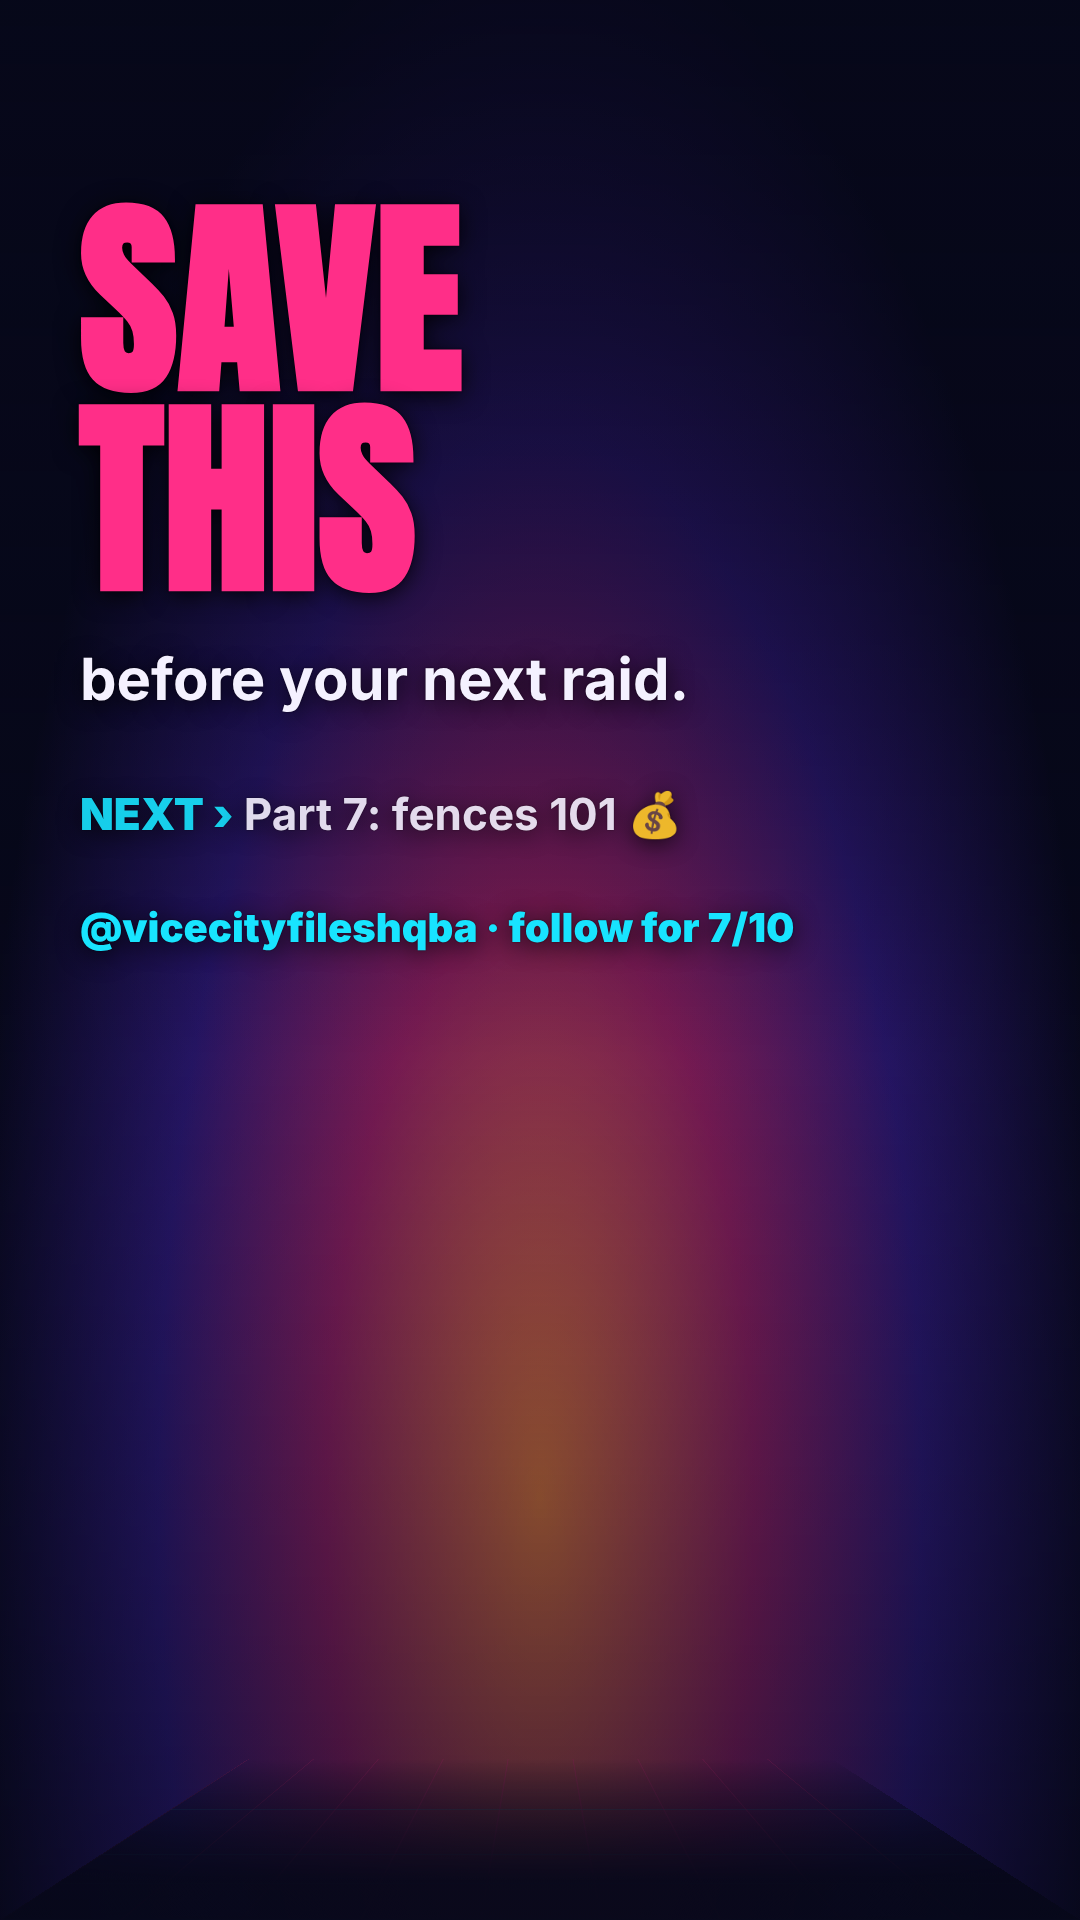 SAVE
THIS
before your next raid.
NEXT › Part 7: fences 101 💰
@vicecityfileshqba · follow for 7/10